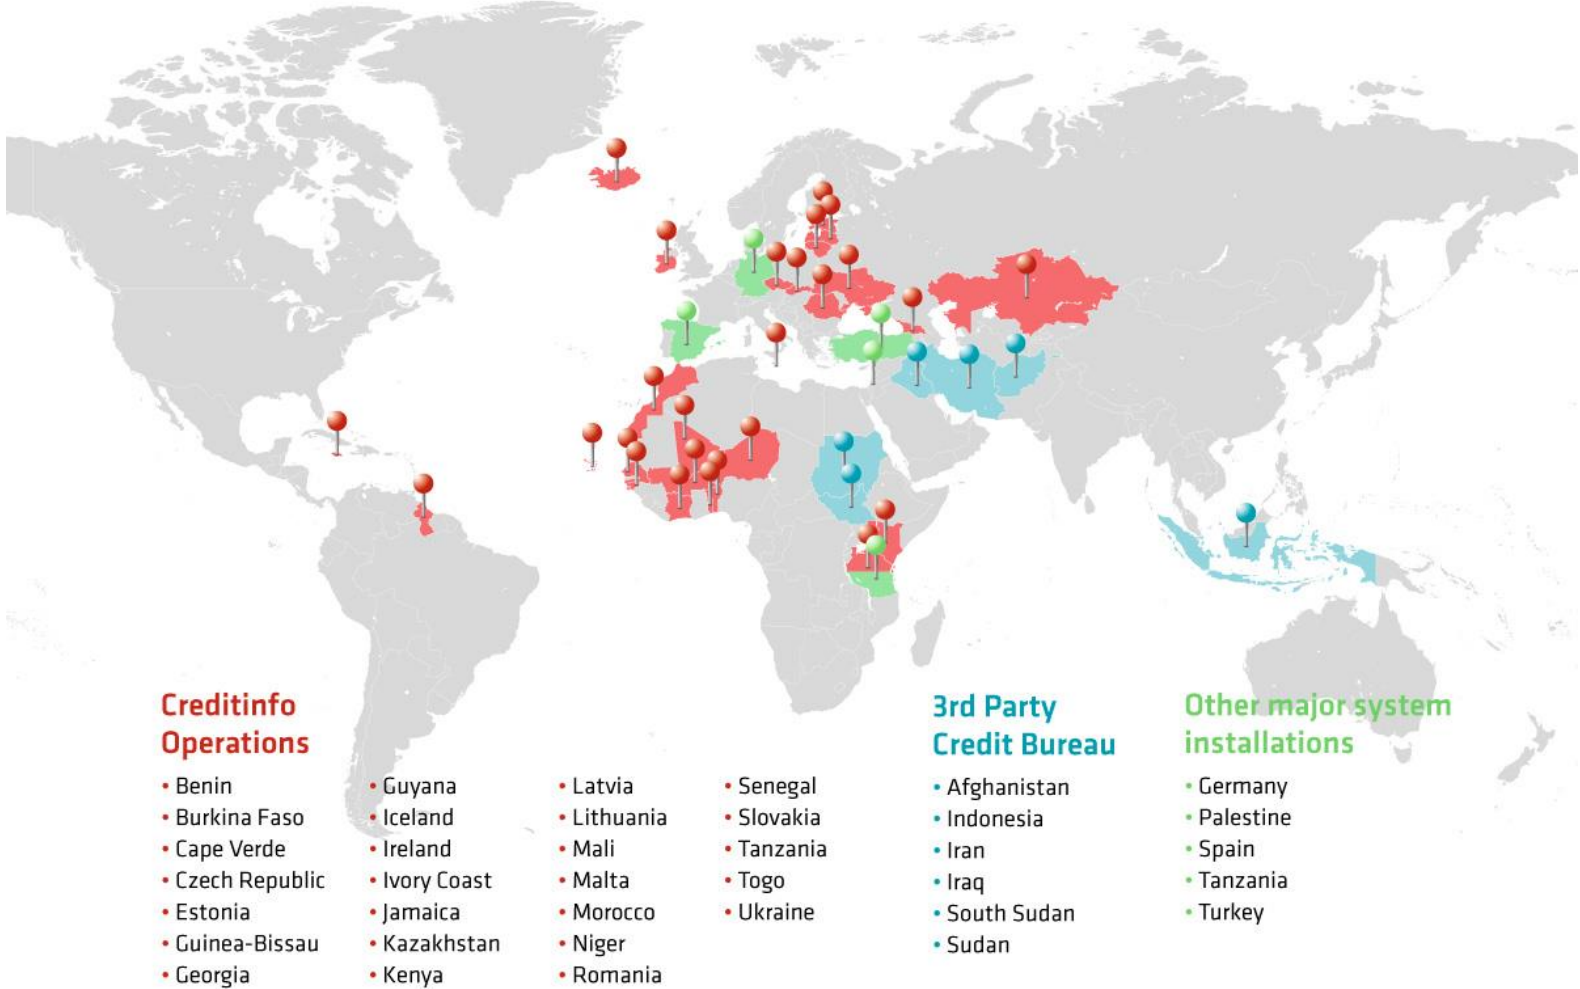 Creditinfo
Operations
• Benin
• Burkina Faso
• Cape Verde
• Czech Republic
• Estonia
• Guinea-Bissau
• Georgia
• Guyana
• Iceland
• Ireland
• Ivory Coast
• Jamaica
• Kazakhstan
• Kenya
• Latvia
• Lithuania
• Mali
• Malta
• Morocco
• Niger
• Romania
• Senegal
• Slovakia
• Tanzania
• Togo
• Ukraine
3rd Party
Credit Bureau
• Afghanistan
• Indonesia
• Iran
• Iraq
• South Sudan
• Sudan
Other major system
installations
• Germany
• Palestine
• Spain
• Tanzania
• Turkey